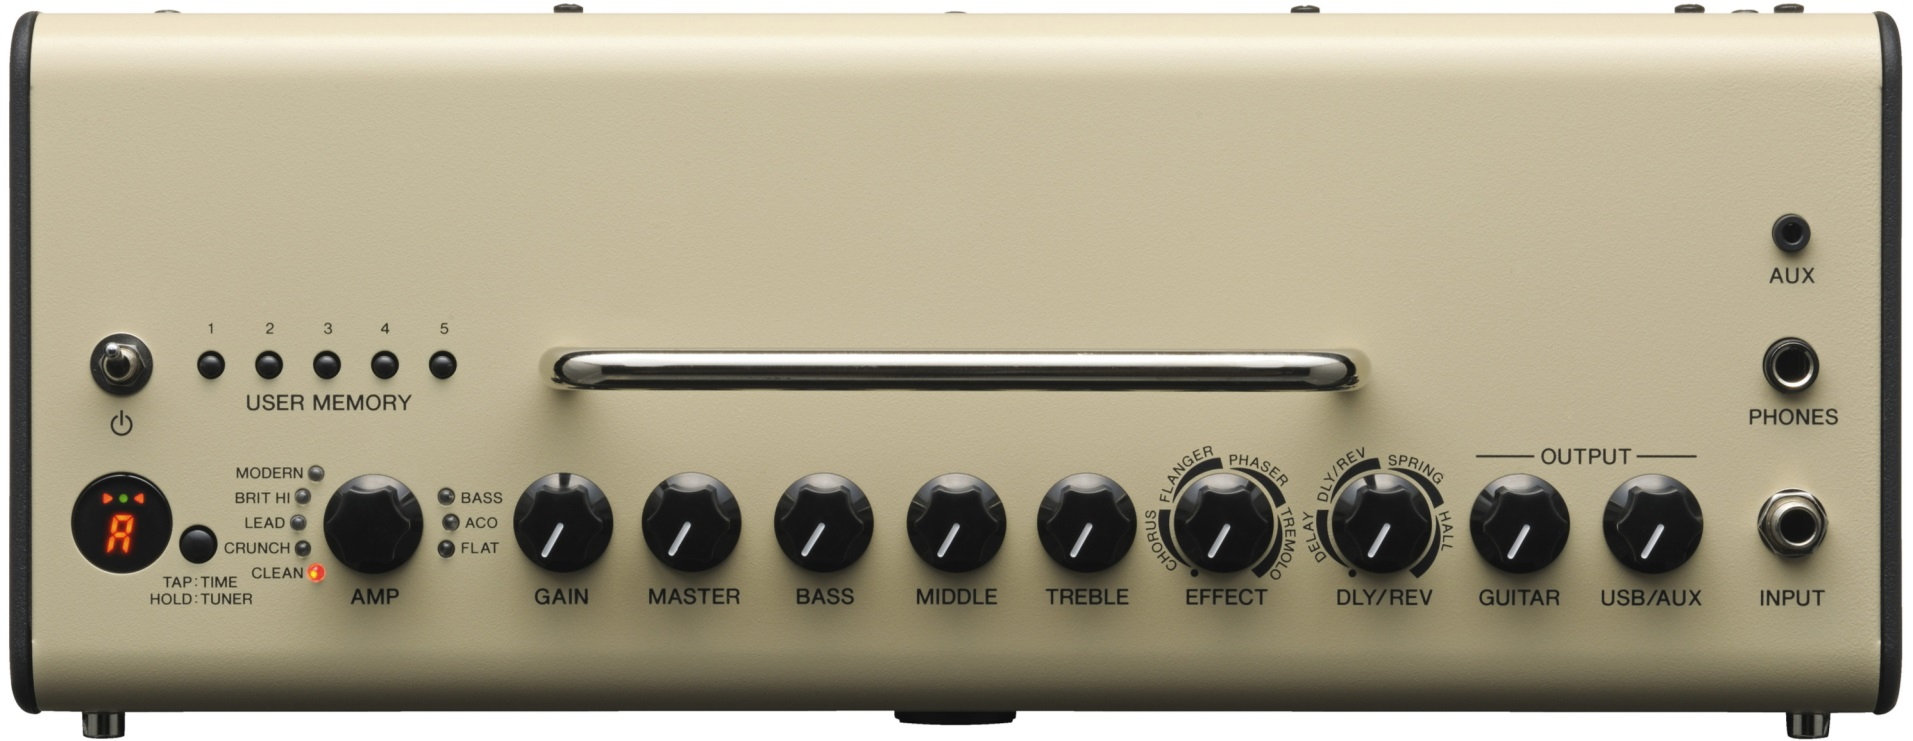 AUX
1 2 3 4 5
USER MEMORY
PHONES
OUTPUT
MODERN
BRIT HI
LEAD
CRUNCH
CLEAN
BASS
ACO
FLAT
A
TAP:TIME
HOLD:TUNER
CHORUS FLANGER PHASER TREMOLO
DELAY DLY/REV SPRING HALL
AMP GAIN MASTER BASS MIDDLE TREBLE EFFECT DLY/REV GUITAR USB/AUX INPUT